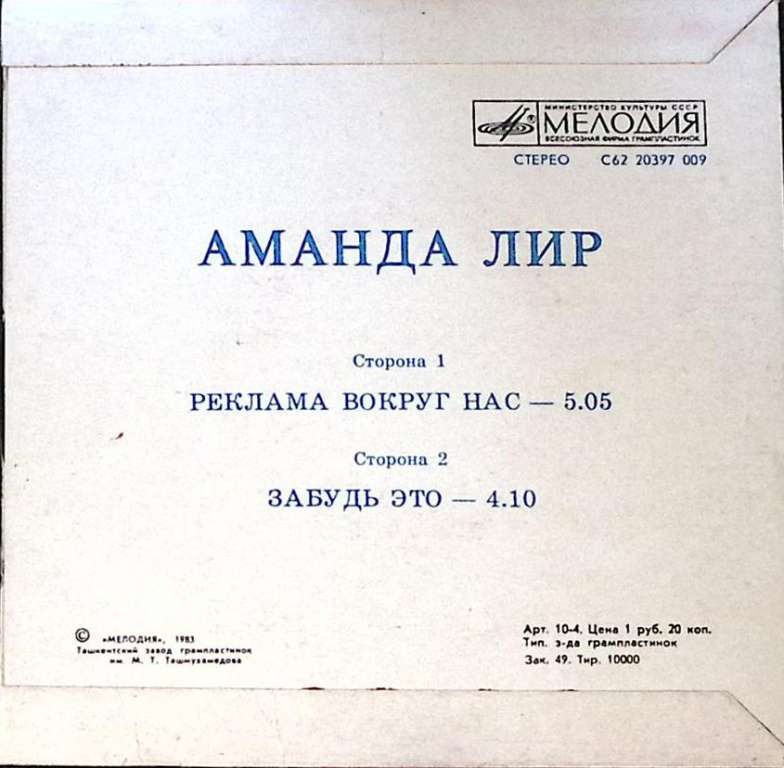 МИНИСТЕРСТВО КУЛЬТУРЫ СССР
МЕЛОДИЯ
ВСЕСОЮЗНАЯ ФИРМА ГРАМПЛАСТИНОК
СТЕРЕО С62 20397 009
АМАНДА ЛИР
Сторона 1
РЕКЛАМА ВОКРУГ НАС — 5.05
Сторона 2
ЗАБУДЬ ЭТО — 4.10
© «МЕЛОДИЯ», 1983
Ташкентский завод грампластинок
им. М. Т. Ташмухамедова
Арт. 10-4. Цена 1 руб. 20 коп.
Тип. з-да грампластинок
Зак. 49. Тир. 10000